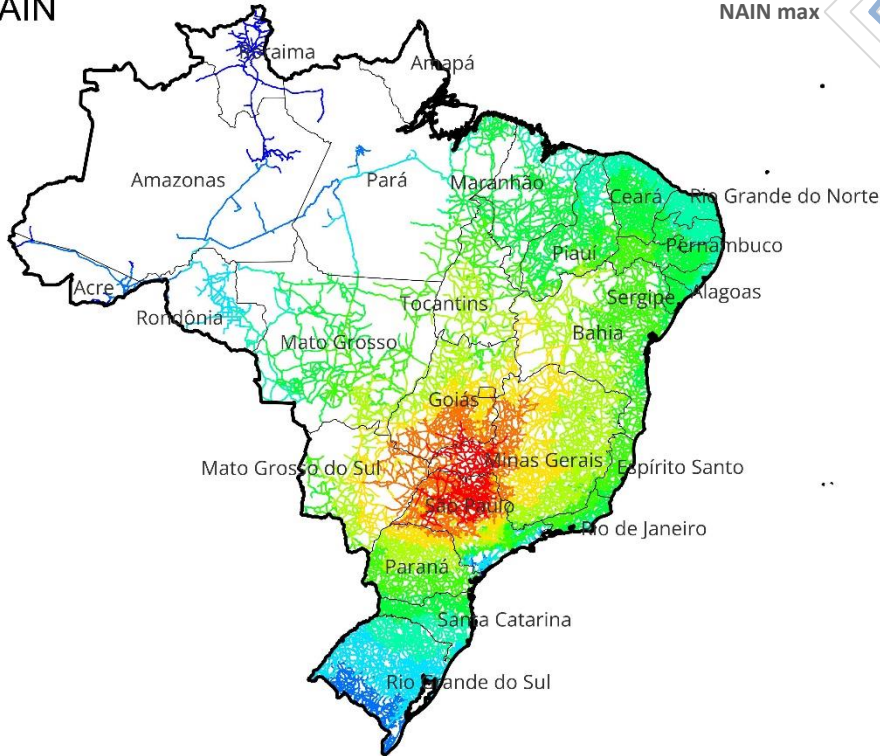 AIN
NAIN max
Roraima
Amapá
Amazonas
Pará
Maranhão
Ceará
Rio Grande do Norte
Piauí
Pernambuco
Acre
Tocantins
Sergipe
Alagoas
Rondônia
Mato Grosso
Bahia
Goiás
Mato Grosso do Sul
Minas Gerais
Espírito Santo
São Paulo
Rio de Janeiro
Paraná
Santa Catarina
Rio Grande do Sul